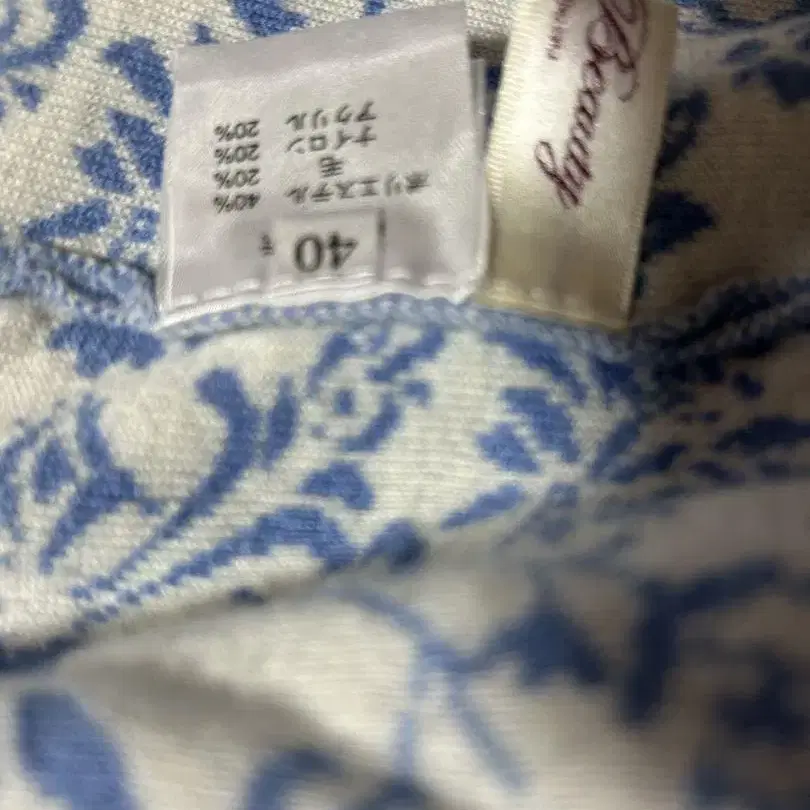 40
ポリエステル 40%
毛 20%
ナイロン 20%
アクリル 20%
Beauty